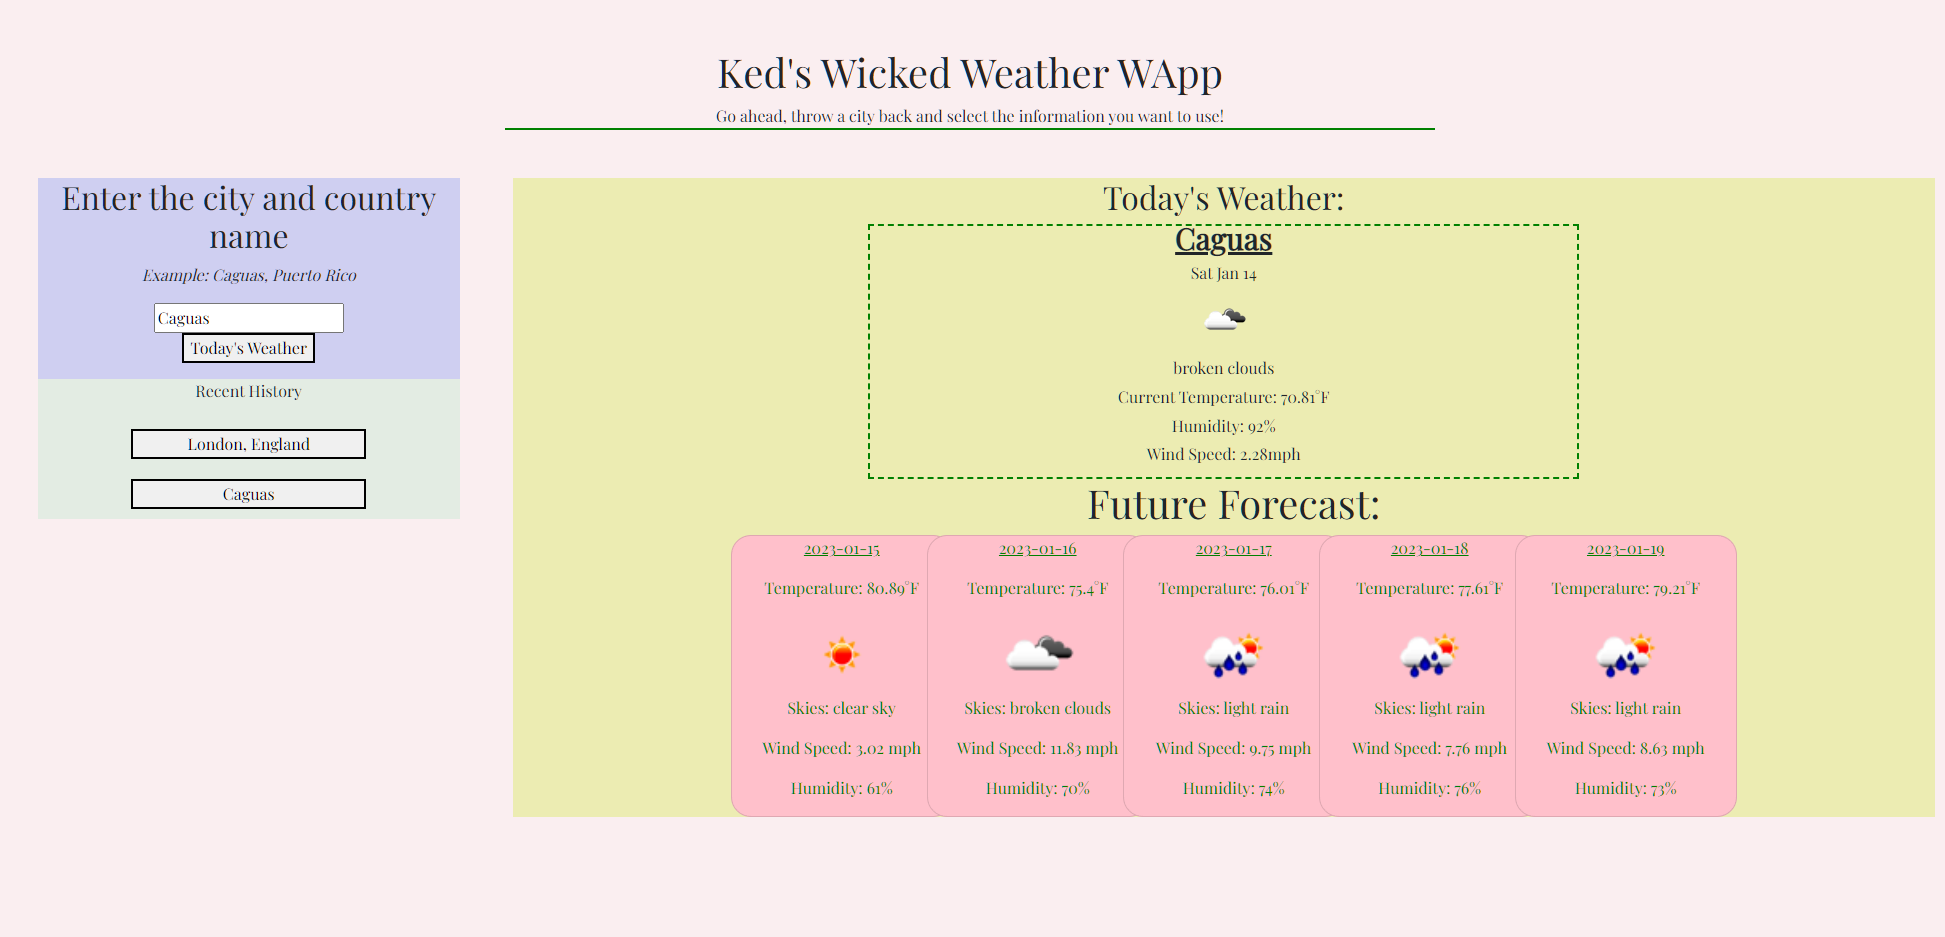 Ked's Wicked Weather WApp
Go ahead, throw a city back and select the information you want to use!
Enter the city and country
name
Example: Caguas, Puerto Rico
Caguas
Today's Weather
Recent History
London, England
Caguas
Today's Weather:
Caguas
Sat Jan 14
broken clouds
Current Temperature: 70.81°F
Humidity: 92%
Wind Speed: 2.28mph
Future Forecast:
2023-01-15
Temperature: 80.89°F
Skies: clear sky
Wind Speed: 3.02 mph
Humidity: 61%
2023-01-16
Temperature: 75.4°F
Skies: broken clouds
Wind Speed: 11.83 mph
Humidity: 70%
2023-01-17
Temperature: 76.01°F
Skies: light rain
Wind Speed: 9.75 mph
Humidity: 74%
2023-01-18
Temperature: 77.61°F
Skies: light rain
Wind Speed: 7.76 mph
Humidity: 76%
2023-01-19
Temperature: 79.21°F
Skies: light rain
Wind Speed: 8.63 mph
Humidity: 73%